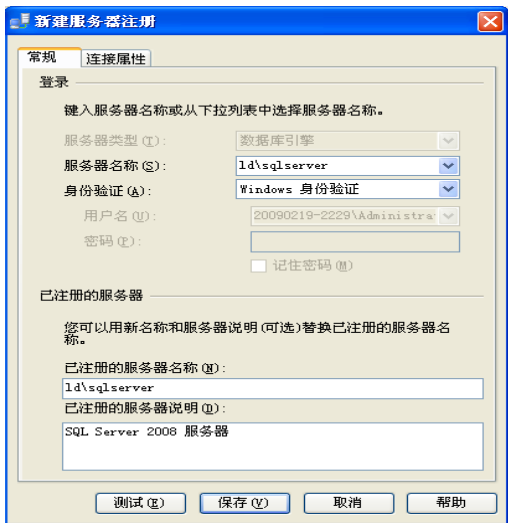 新建服务器注册
常规 连接属性
登录
键入服务器名称或从下拉列表中选择服务器名称。
服务器类型(T): 数据库引擎
服务器名称(S): ld\sqlserver
身份验证(A): Windows 身份验证
用户名(U): 20090219-2229\Administra
密码(P):
记住密码(M)
已注册的服务器
您可以用新名称和服务器说明(可选)替换已注册的服务器名
称。
已注册的服务器名称(N):
ld\sqlserver
已注册的服务器说明(D):
SQL Server 2008 服务器
测试(E) 保存(V) 取消 帮助